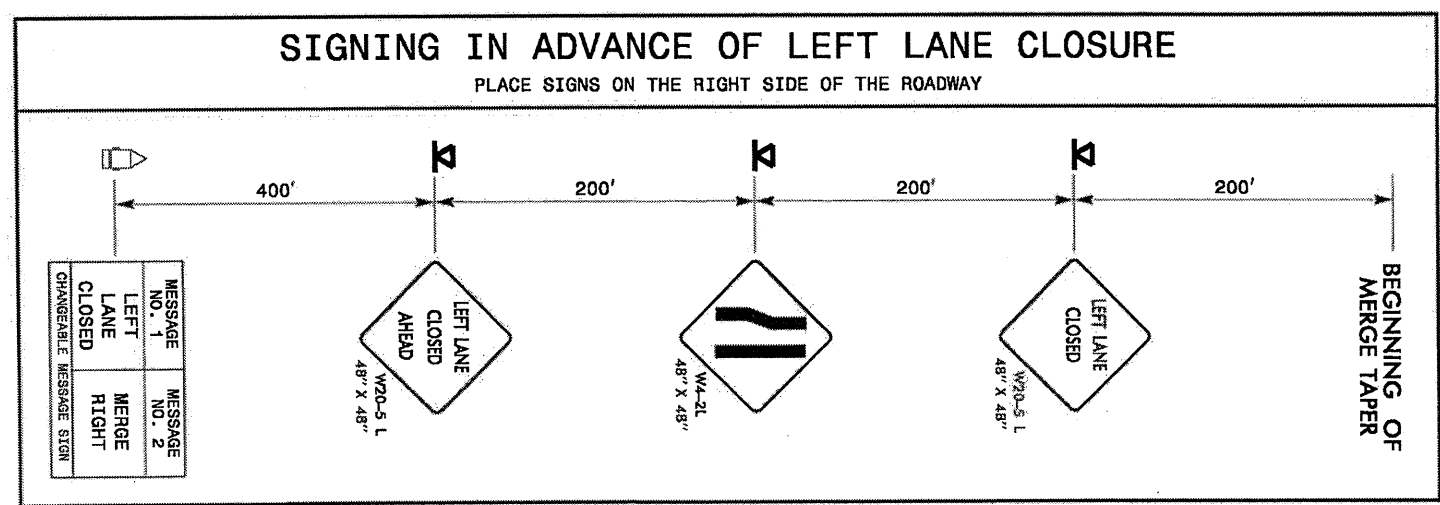 SIGNING IN ADVANCE OF LEFT LANE CLOSURE
PLACE SIGNS ON THE RIGHT SIDE OF THE ROADWAY
400'
200'
200'
200'
MESSAGE
NO. 1
LEFT
LANE
CLOSED
MESSAGE
NO. 2
MERGE
RIGHT
CHANGEABLE MESSAGE SIGN
LEFT LANE
CLOSED
AHEAD
W20-5 L
48" X 48"
W4-2L
48" X 48"
LEFT LANE
CLOSED
W20-5 L
48" X 48"
BEGINNING OF
MERGE TAPER